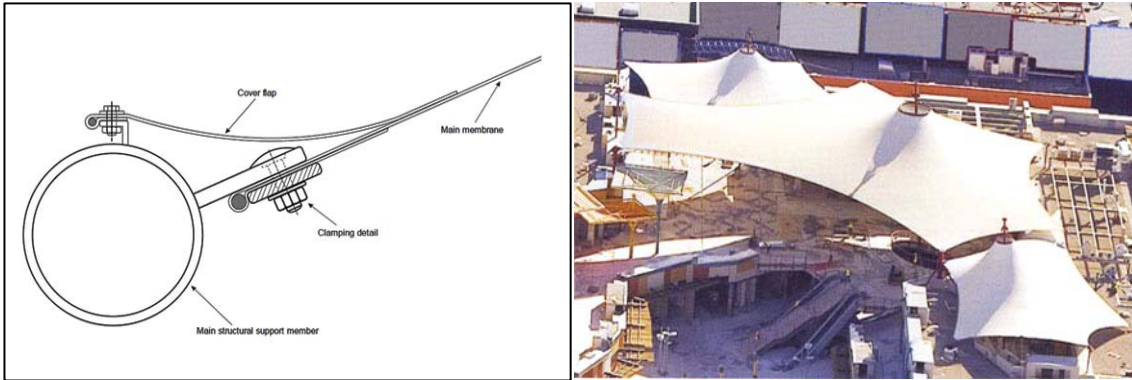 Cover flap
Main membrane
Clamping detail
Main structural support member